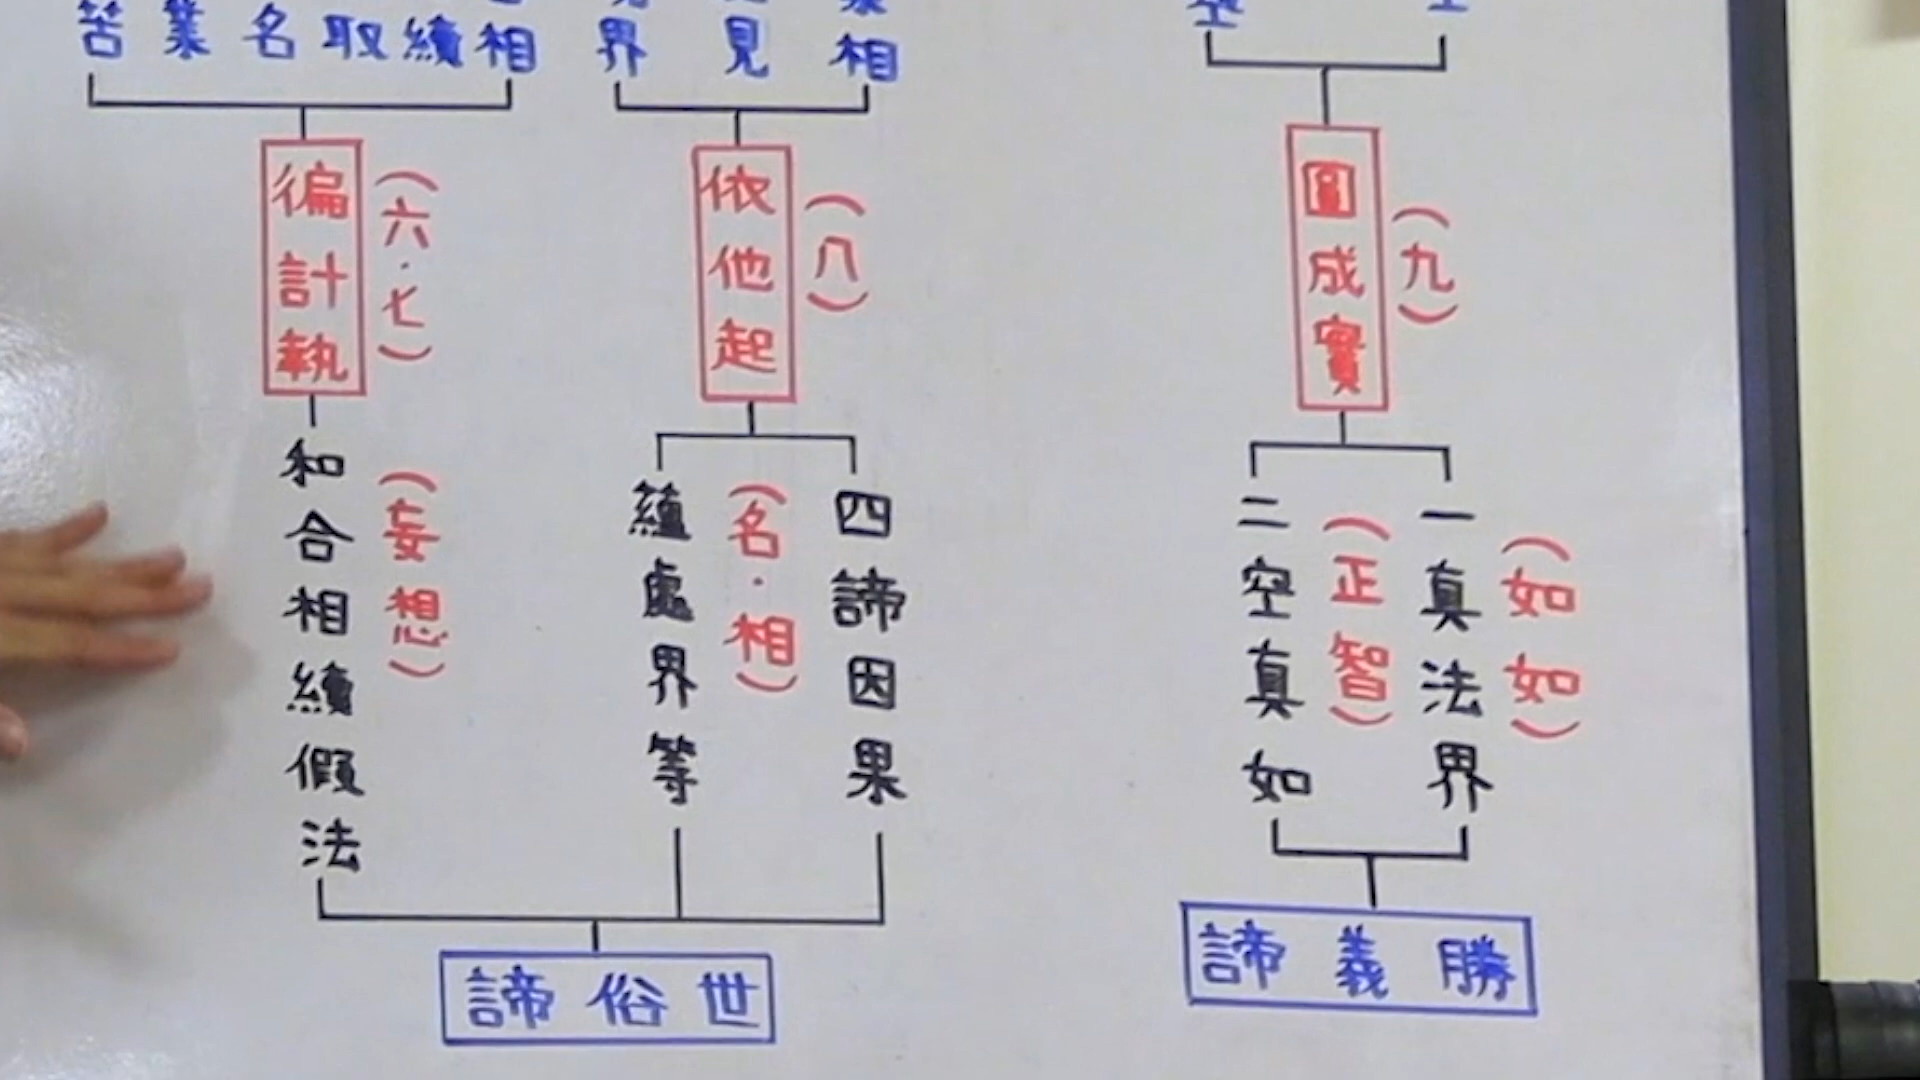 相
續
取
名
業
苦
相
見
界
空
徧計執
(六·七)
依他起
(八)
圓成實
(九)
和合相續假法
(妄想)
四諦因果
(名·相)
蘊處界等
一真法界
(如如)
二空真如
(正智)
世俗諦
勝義諦